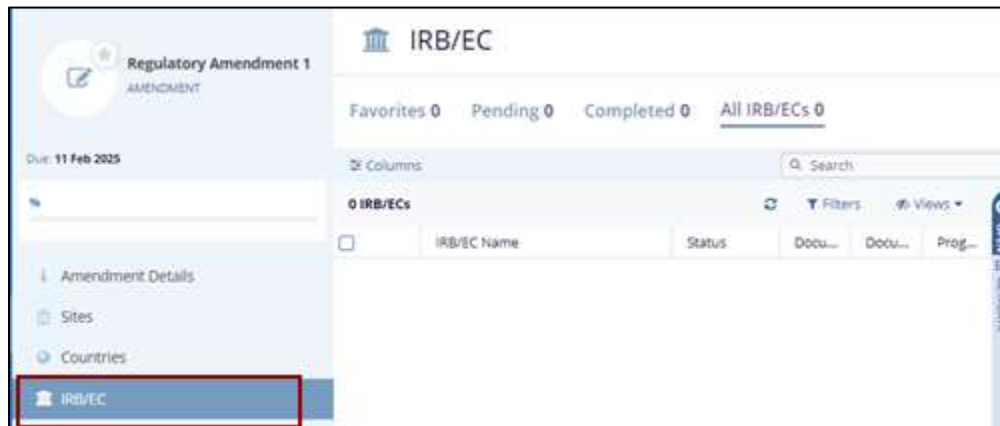 Regulatory Amendment 1
AMENDMENT
Due: 11 Feb 2025
%
Amendment Details
Sites
Countries
IRB/EC
IRB/EC
Favorites 0 Pending 0 Completed 0 All IRB/ECs 0
Columns Search
0 IRB/ECs Filters Views
IRB/EC Name Status Docu... Docu... Prog...